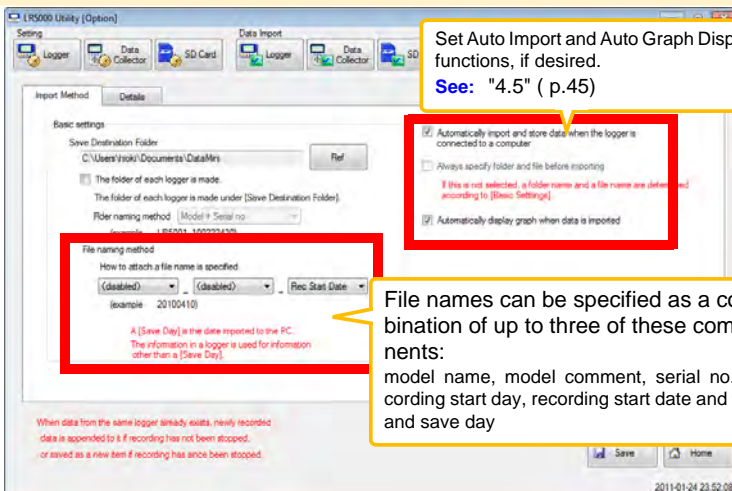 LR5000 Utility [Option]
Setting
Data Import
Logger
Data Collector
SD Card
Logger
Data Collector
SD
Set Auto Import and Auto Graph Disp
functions, if desired.
See: "4.5" ( p.45)
Import Method
Details
Basic settings
Save Destination Folder
C:\Users\hioki\Documents\DataMini
Ref
The folder of each logger is made.
The folder of each logger is made under [Save Destination Folder].
Flder naming method
Model + Serial no.
(example LR5001_100223430)
Automatically import and store data when the logger is
connected to a computer
Always specify folder and file before importing
If this is not selected, a folder name and a file name are determined
according to [Basic Settings].
Automatically display graph when data is imported
File naming method
How to attach a file name is specified.
(disabled) _ (disabled) _ Rec Start Date
(example 20100410)
A [Save Day] is the date imported to the PC.
The information in a logger is used for information
other than a [Save Day].
File names can be specified as a co
bination of up to three of these com
nents:
model name, model comment, serial no.
cording start day, recording start date and
and save day
When data from the same logger already exists, newly recorded
data is appended to it if recording has not been stopped,
or saved as a new item if recording has since been stopped.
Save
Home
2011-01-24 23:52:08